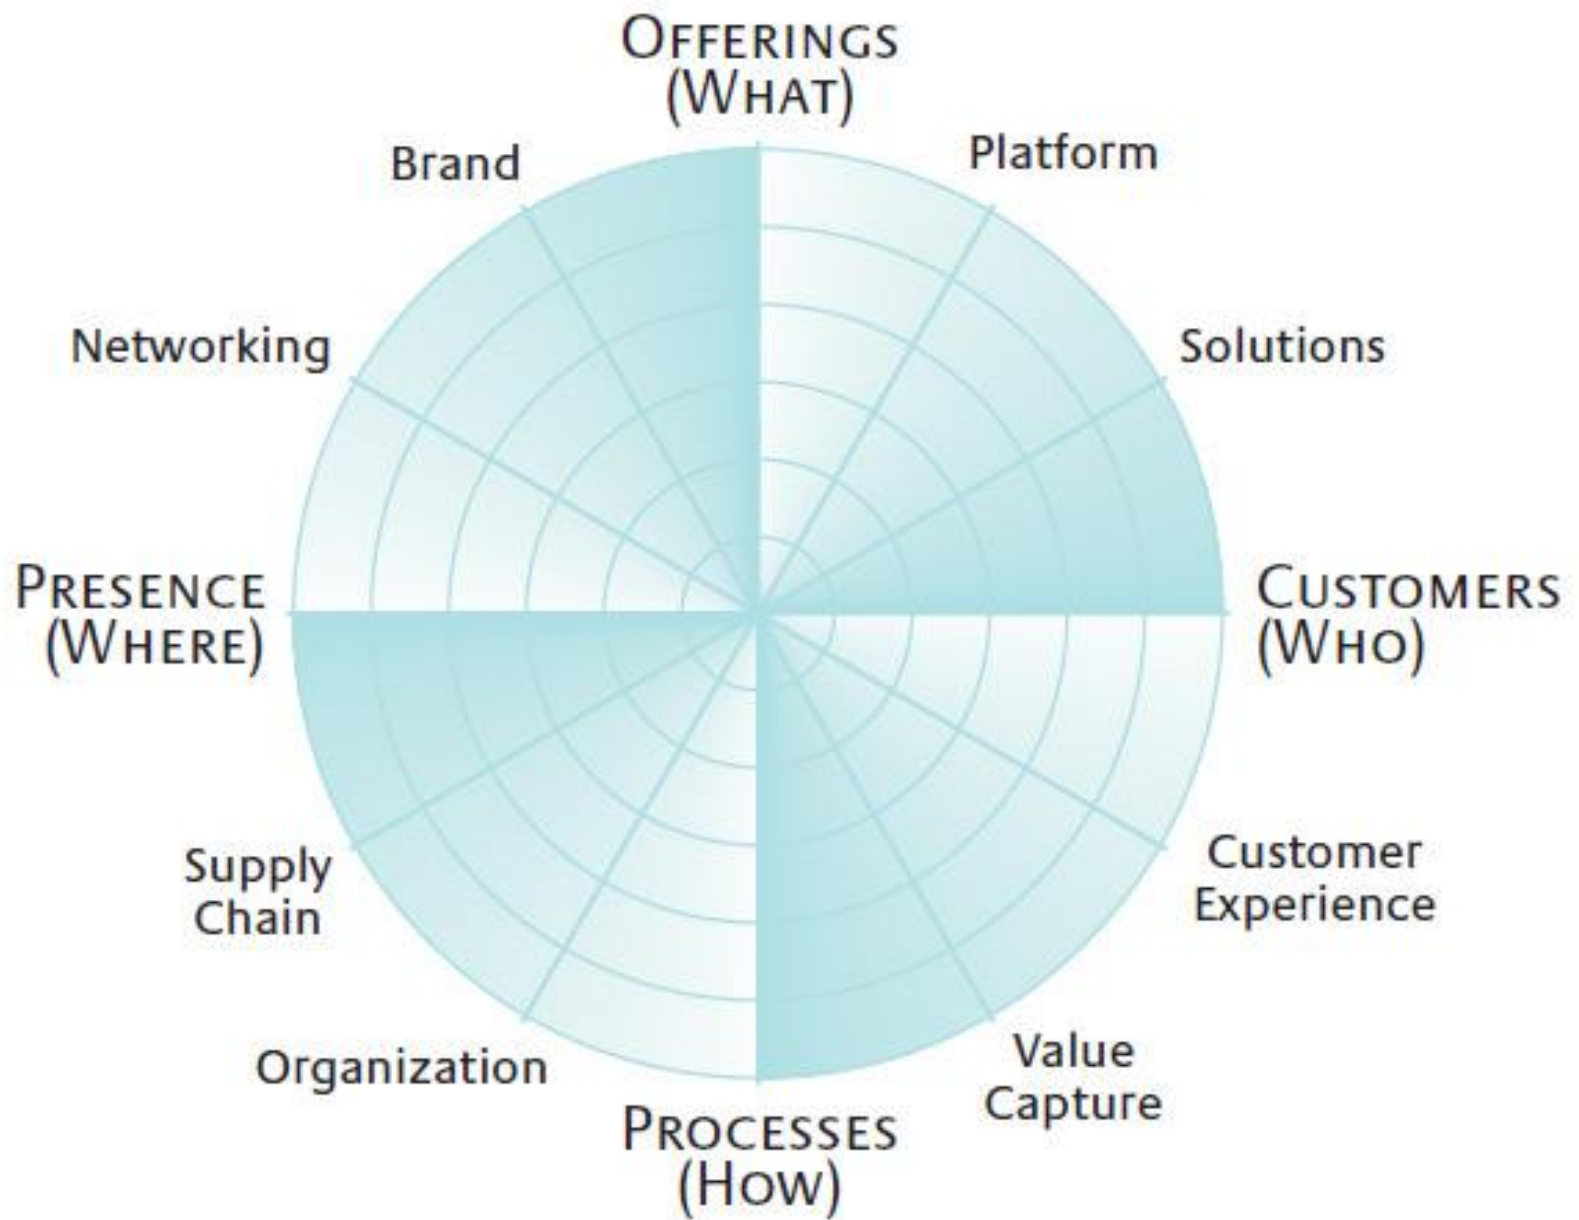 OFFERINGS
(WHAT)
Brand
Platform
Networking
Solutions
PRESENCE
(WHERE)
CUSTOMERS
(WHO)
Supply
Chain
Customer
Experience
Organization
Value
Capture
PROCESSES
(HOW)